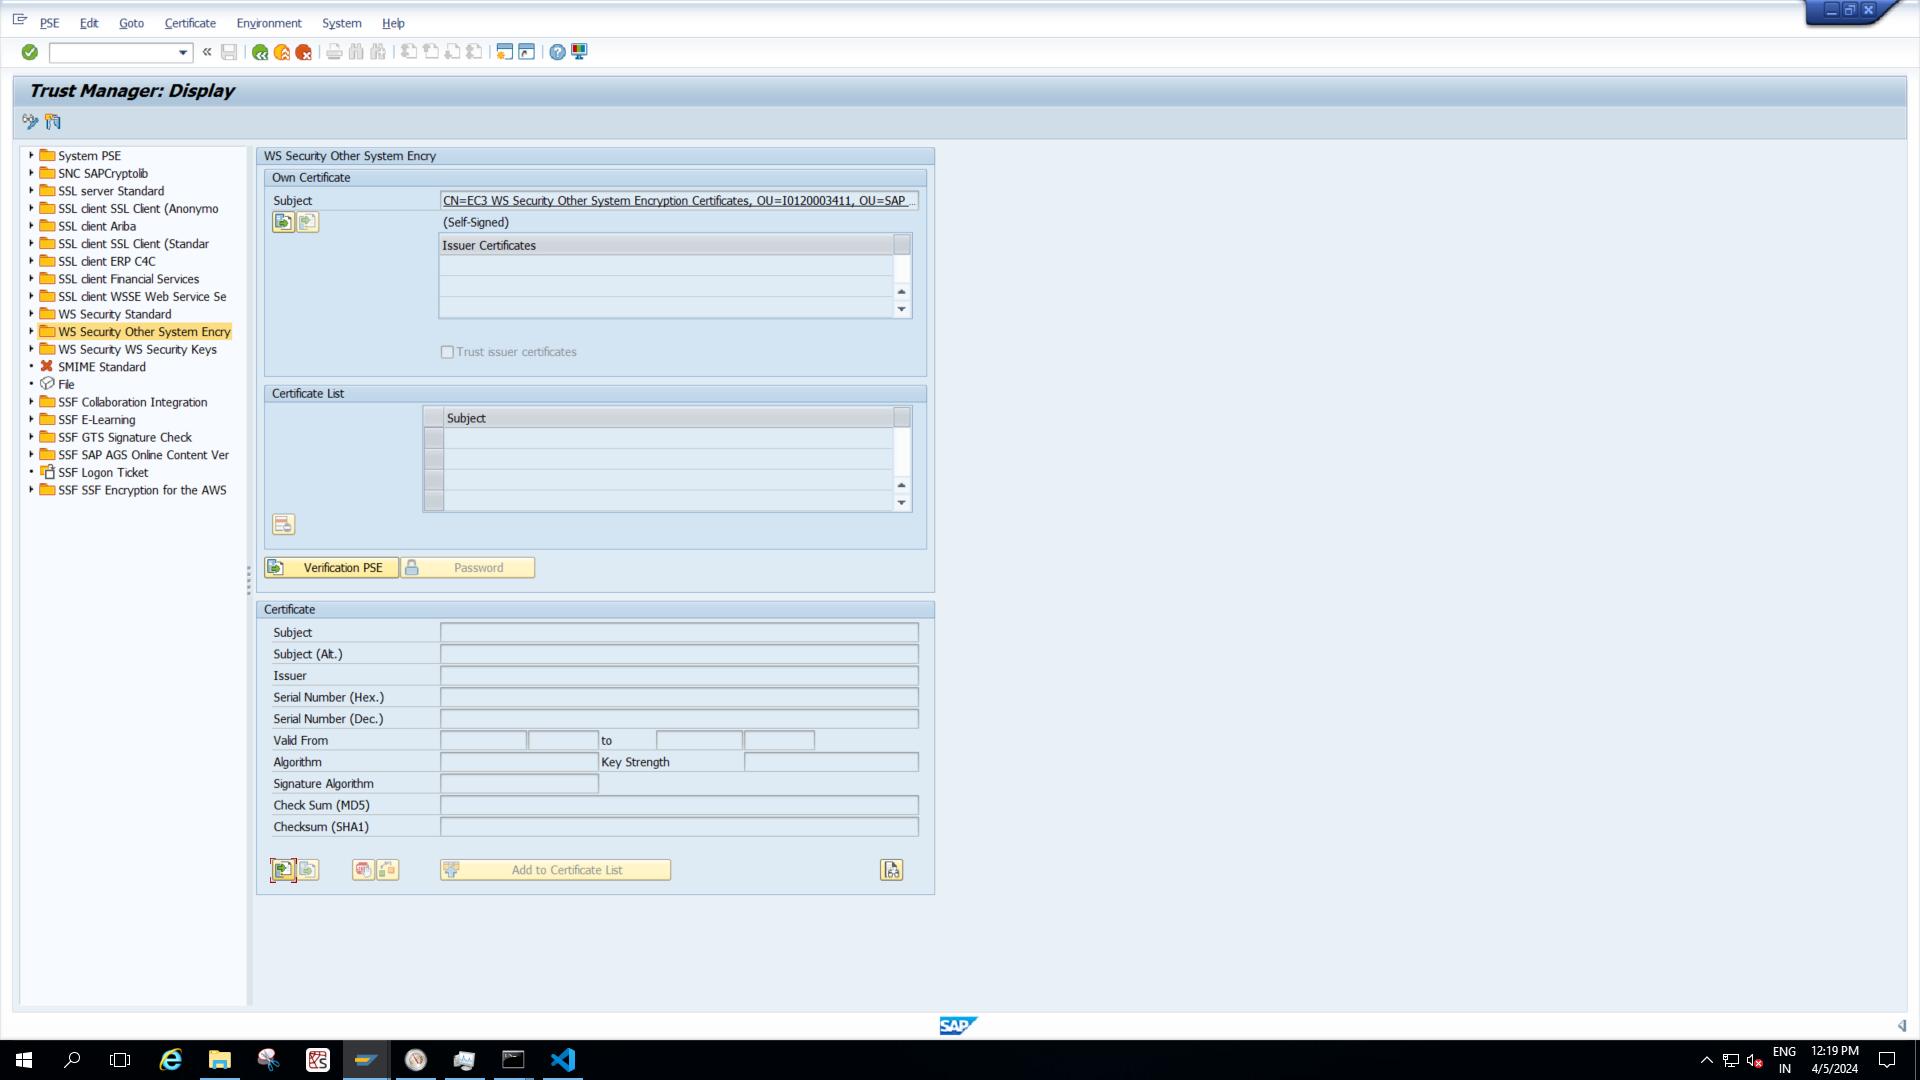 PSE Edit Goto Certificate Environment System Help
Trust Manager: Display
System PSE
SNC SAPCryptolib
SSL server Standard
SSL client SSL Client (Anonymo
SSL client Ariba
SSL client SSL Client (Standar
SSL client ERP C4C
SSL client Financial Services
SSL client WSSE Web Service Se
WS Security Standard
WS Security Other System Encry
WS Security WS Security Keys
SMIME Standard
File
SSF Collaboration Integration
SSF E-Learning
SSF GTS Signature Check
SSF SAP AGS Online Content Ver
SSF Logon Ticket
SSF SSF Encryption for the AWS
WS Security Other System Encry
Own Certificate
Subject CN=EC3 WS Security Other System Encryption Certificates, OU=I0120003411, OU=SAP ...
(Self-Signed)
Issuer Certificates
Trust issuer certificates
Certificate List
Subject
Verification PSE Password
Certificate
Subject
Subject (Alt.)
Issuer
Serial Number (Hex.)
Serial Number (Dec.)
Valid From to
Algorithm Key Strength
Signature Algorithm
Check Sum (MD5)
Checksum (SHA1)
Add to Certificate List
SAP
ENG 12:19 PM
IN 4/5/2024